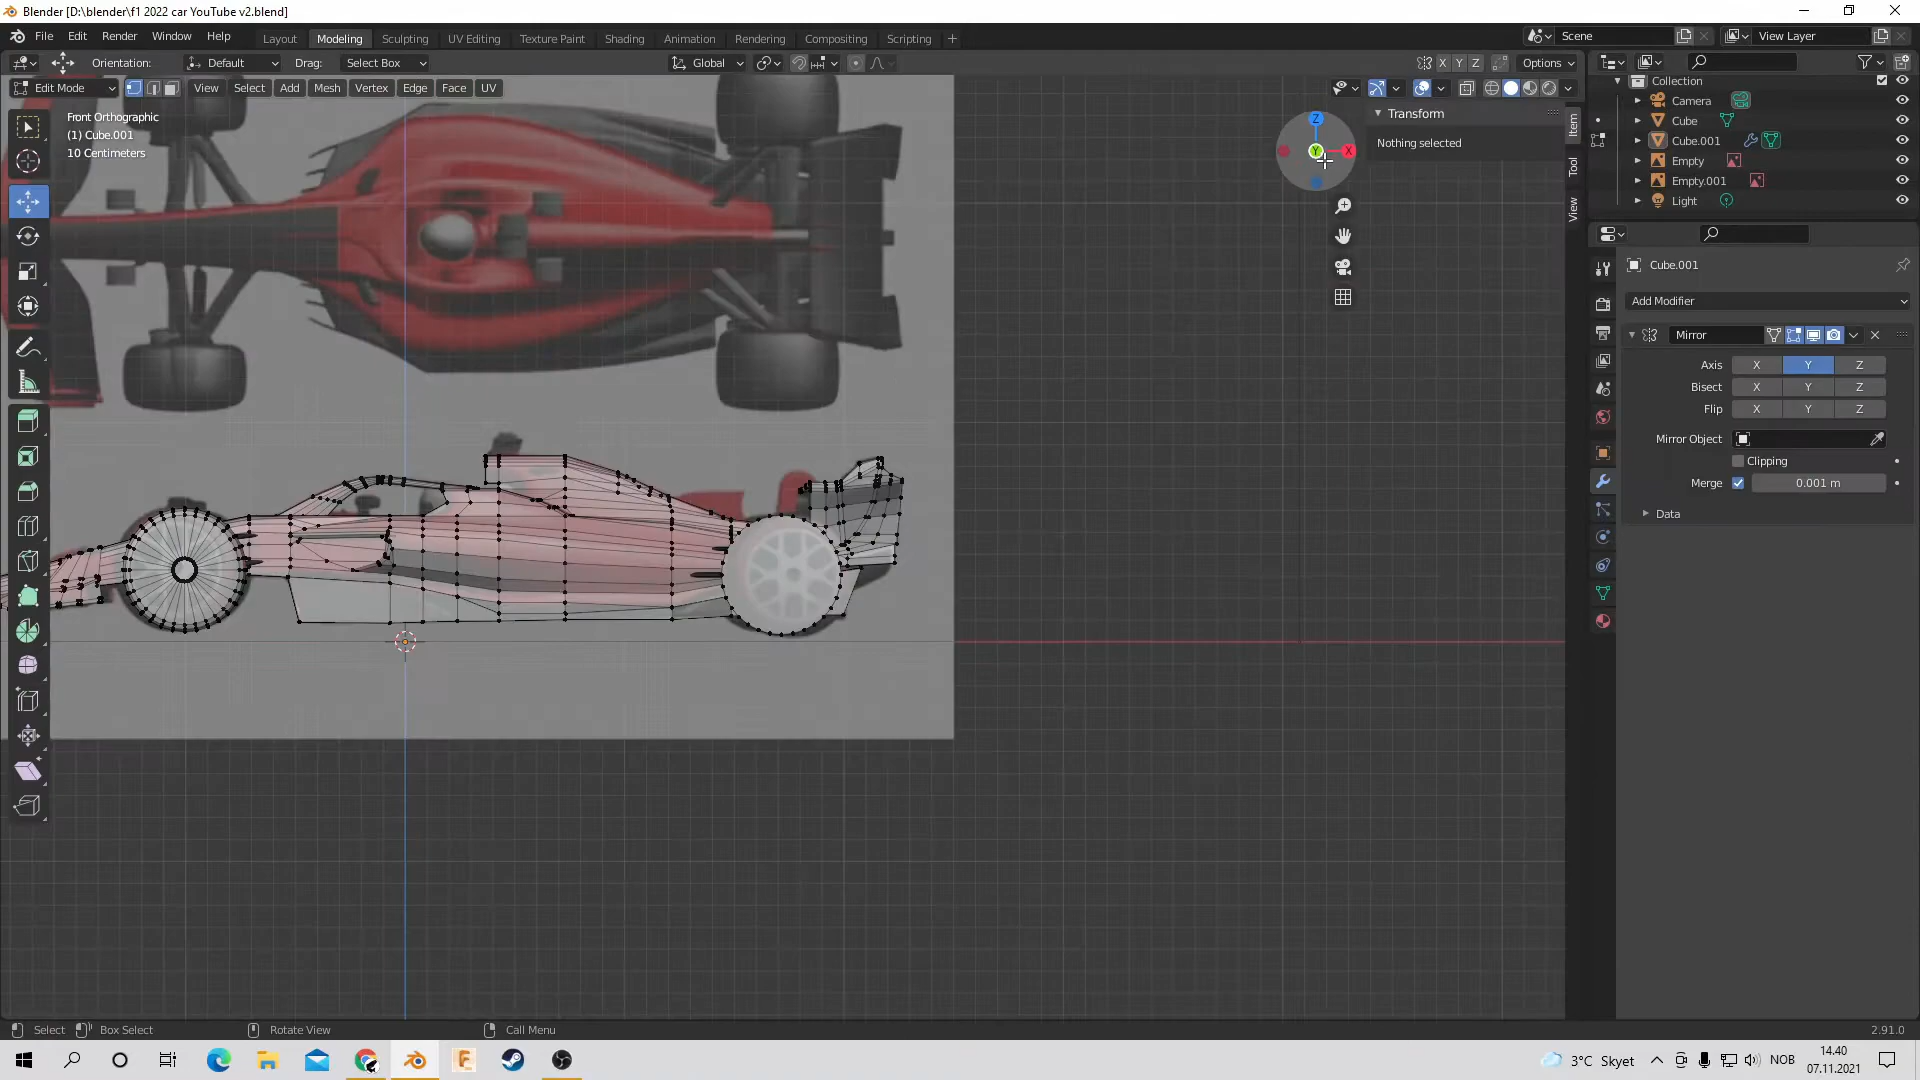 Blender [D:\blender\f1 2022 car YouTube v2.blend]
File Edit Render Window Help
Layout Modeling Sculpting UV Editing Texture Paint Shading Animation Rendering Compositing Scripting +
Scene View Layer
Orientation: Default Drag: Select Box
Global
X Y Z Options
Edit Mode View Select Add Mesh Vertex Edge Face UV
Front Orthographic
(1) Cube.001
10 Centimeters
Z
Y X
Transform
Nothing selected
Item
Tool
View
Collection
Camera
Cube
Cube.001
Empty
Empty.001
Light
Cube.001
Add Modifier
Mirror
Axis X Y Z
Bisect X Y Z
Flip X Y Z
Mirror Object
Clipping
Merge 0.001 m
Data
Select Box Select Rotate View Call Menu 2.91.0
3°C Skyet NOB
14.40
07.11.2021